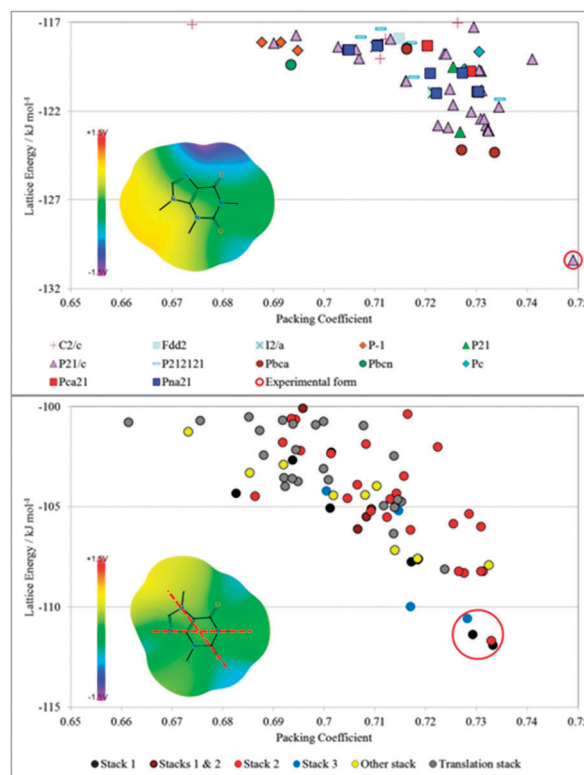 -117
-122
-127
-132
Lattice Energy / kJ mol⁻¹
+1.5V
-1.5V
0.65 0.66 0.67 0.68 0.69 0.7 0.71 0.72 0.73 0.74 0.75
Packing Coefficient
C2/c Fdd2 I2/a P-1 P21
P21/c P212121 Pbca Pbcn Pc
Pca21 Pna21 Experimental form
-100
-105
-110
-115
Lattice Energy / kJ mol⁻¹
+1.5V
-1.5V
0.65 0.66 0.67 0.68 0.69 0.7 0.71 0.72 0.73 0.74 0.75
Packing Coefficient
Stack 1 Stacks 1 & 2 Stack 2 Stack 3 Other stack Translation stack